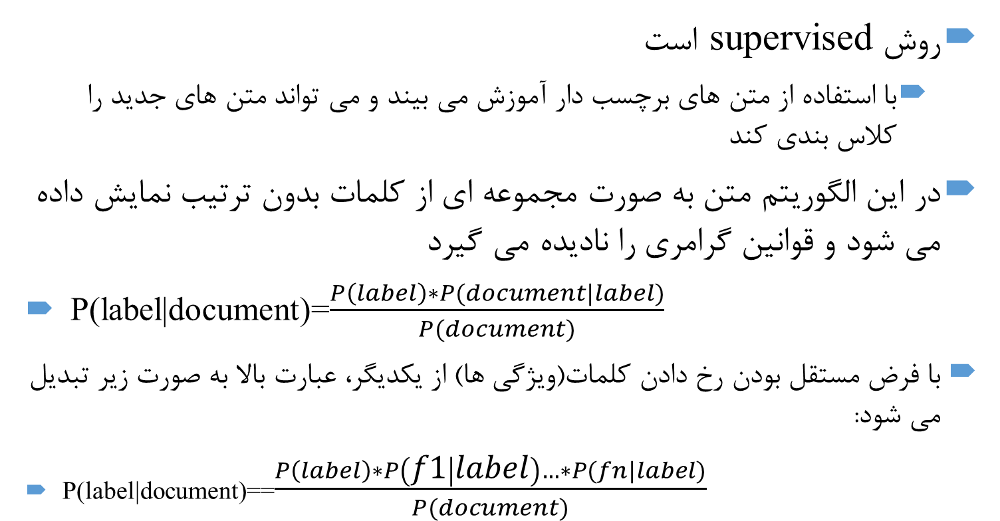 روش supervised است
با استفاده از متن های برچسب دار آموزش می بیند و می تواند متن های جدید را
کلاس بندی کند
در این الگوریتم متن به صورت مجموعه ای از کلمات بدون ترتیب نمایش داده
می شود و قوانین گرامری را نادیده می گیرد
P(label|document)=\frac{P(label)*P(document|label)}{P(document)}
با فرض مستقل بودن رخ دادن کلمات(ویژگی ها) از یکدیگر، عبارت بالا به صورت زیر تبدیل
می شود:
P(label|document)==\frac{P(label)*P(f1|label)…*P(fn|label)}{P(document)}